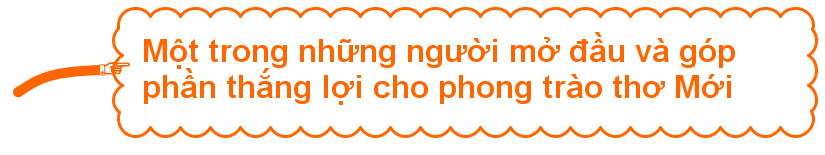 Một trong những người mở đầu và góp
phần thắng lợi cho phong trào thơ Mới